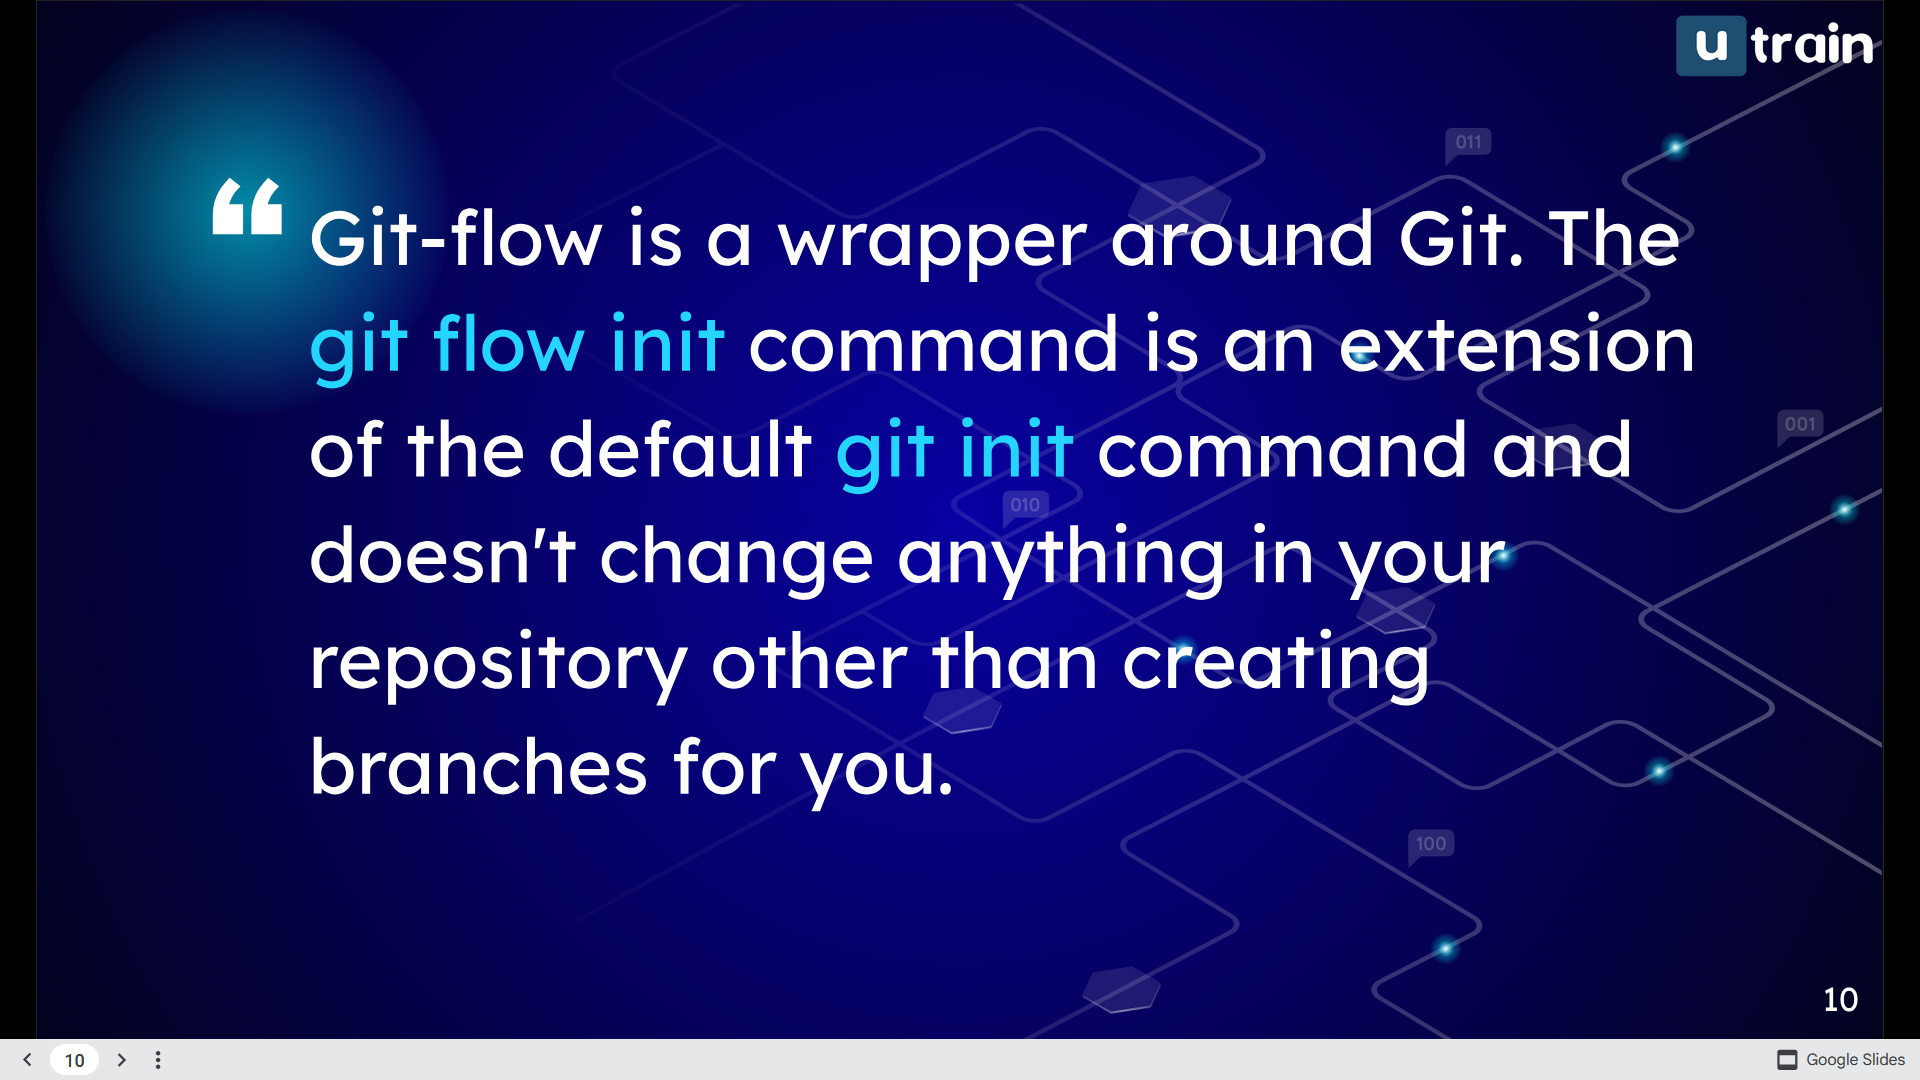 u train
011
“ Git-flow is a wrapper around Git. The
git flow init command is an extension
001
of the default git init command and
010
doesn't change anything in your
repository other than creating
branches for you.
100
10
10
Google Slides